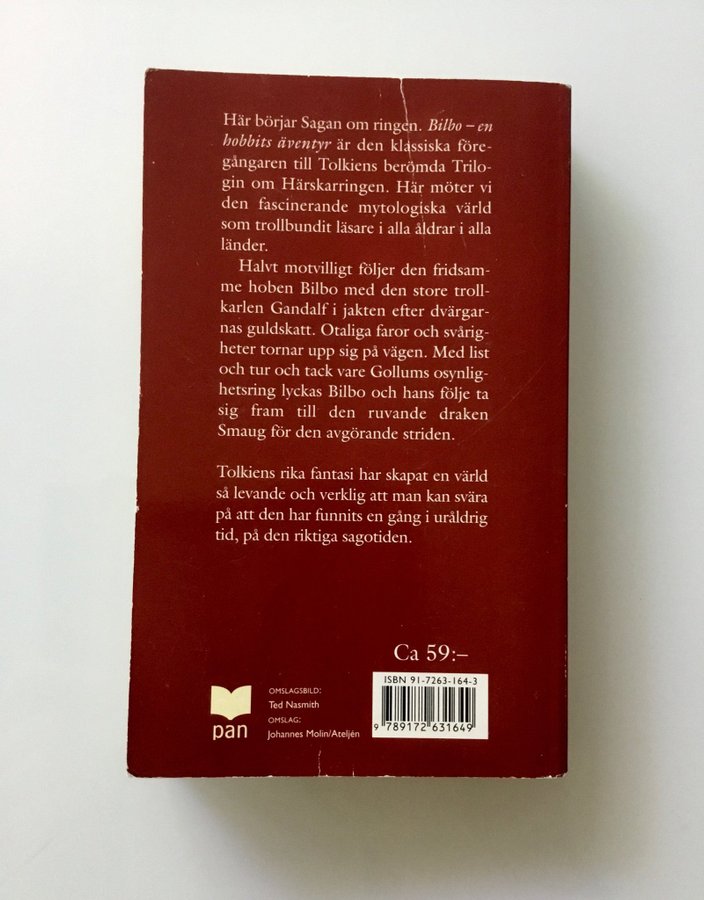 Här börjar Sagan om ringen. Bilbo – en
hobbits äventyr är den klassiska före-
gångaren till Tolkiens berömda Trilo-
gin om Härskarringen. Här möter vi
den fascinerande mytologiska värld
som trollbundit läsare i alla åldrar i alla
länder.
Halvt motvilligt följer den fridsam-
me hoben Bilbo med den store troll-
karlen Gandalf i jakten efter dvärgar-
nas guldskatt. Otaliga faror och svårig-
heter tornar upp sig på vägen. Med list
och tur och tack vare Gollums osynlig-
hetsring lyckas Bilbo och hans följe ta
sig fram till den ruvande draken
Smaug för den avgörande striden.
Tolkiens rika fantasi har skapat en värld
så levande och verklig att man kan svära
på att den har funnits en gång i uråldrig
tid, på den riktiga sagotiden.
Ca 59:–
ISBN 91-7263-164-3
9 789172 631649
pan
OMSLAGSBILD:
Ted Nasmith
OMSLAG:
Johannes Molin/Ateljén